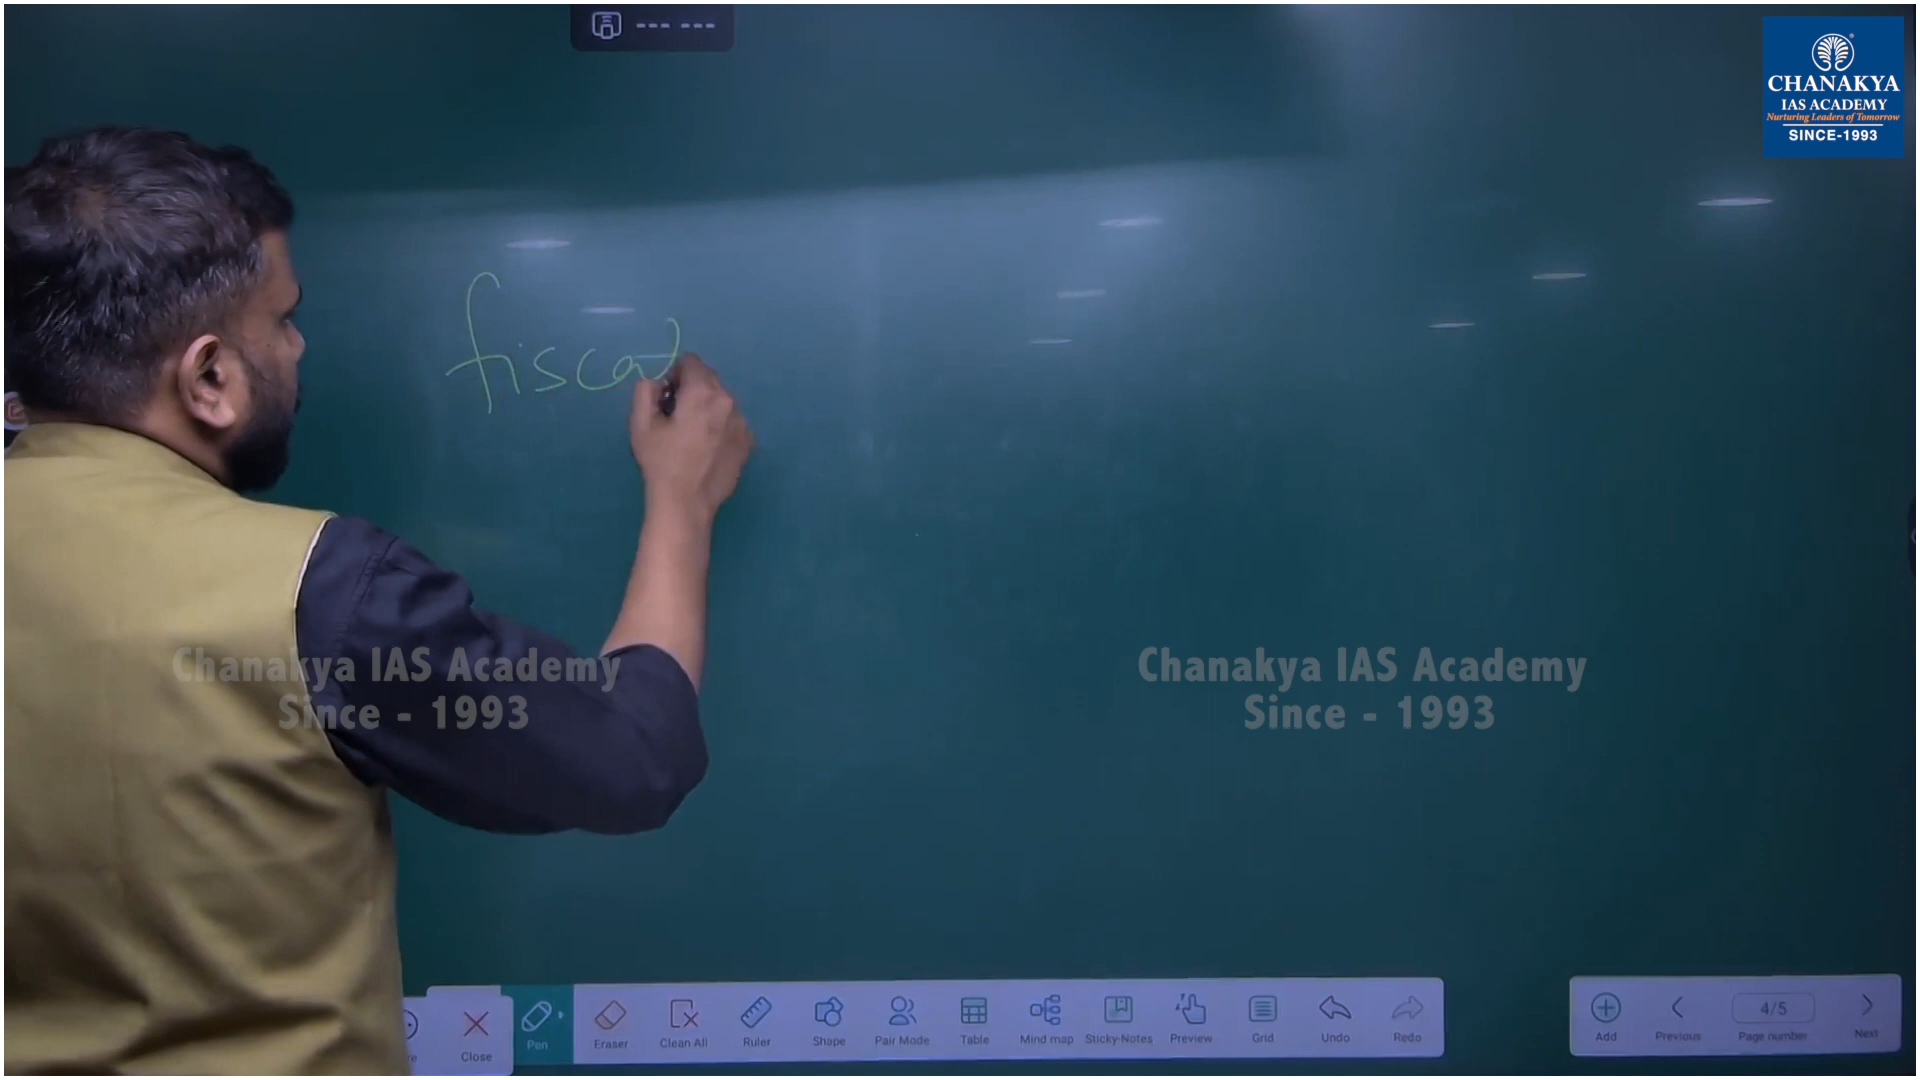 CHANAKYA
IAS ACADEMY
Nurturing Leaders of Tomorrow
SINCE-1993
fiscal
Chanakya IAS Academy
Since - 1993
Chanakya IAS Academy
Since - 1993
Close
Pen
Eraser
Clean All
Ruler
Shape
Pair Mode
Table
Mind map
Sticky-Notes
Preview
Grid
Undo
Redo
Add
Previous
4/5
Page number
Next